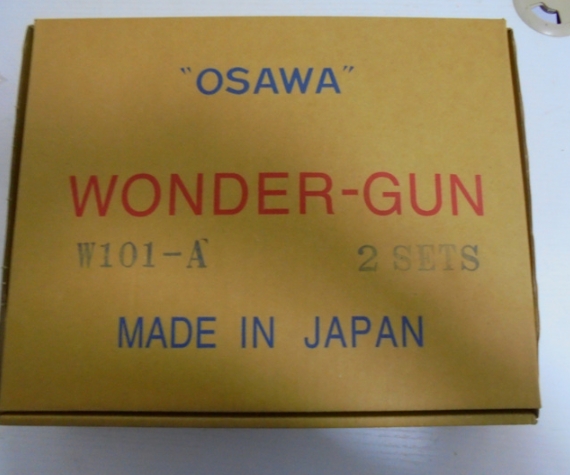 "OSAWA"
WONDER-GUN
W101-A 2 SETS
MADE IN JAPAN